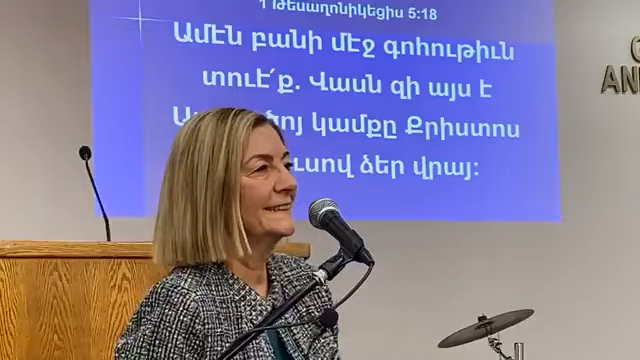 1 Թեսաղոնիկեցիս 5:18
Ամէն բանի մէջ գոհութիւն
տուէ՛ք. Վասն զի այս է
կամքը Քրիստոս
ձեր վրայ: